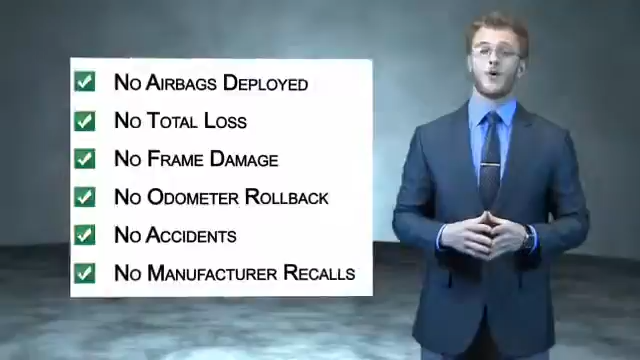 No Airbags Deployed
No Total Loss
No Frame Damage
No Odometer Rollback
No Accidents
No Manufacturer Recalls